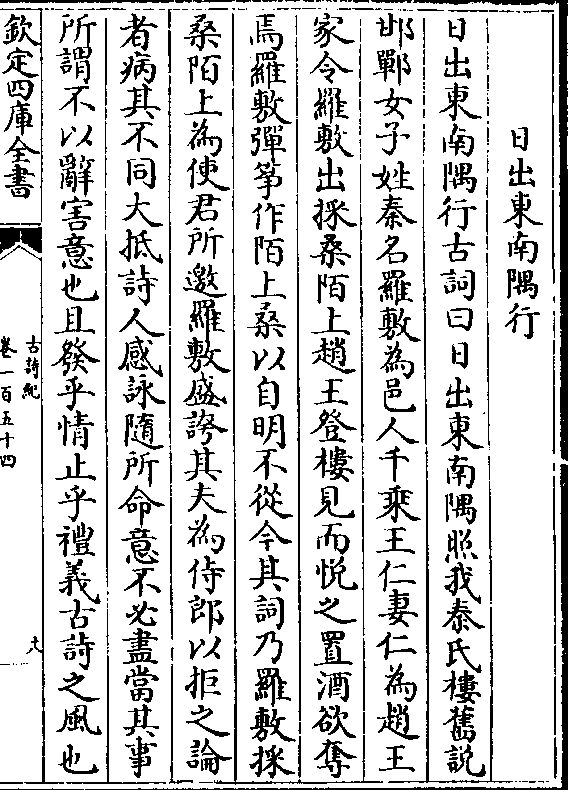 日出東南隅行
日出東南隅行古詞曰日出東南隅照我秦氏樓舊説
邯鄲女子姓秦名羅敷為邑人千乘王仁妻仁為趙王
家令羅敷出採桑陌上趙王登樓見而悦之置酒欲奪
焉羅敷彈筝作陌上桑以自明不從今其詞乃羅敷採
桑陌上為使君所邀羅敷盛誇其夫為侍郎以拒之論
者病其不同大抵詩人感詠隨所命意不必盡當其事
所謂不以辭害意也且發乎情止乎禮義古詩之風也
欽定四庫全書
古詩紀
卷一百五十四